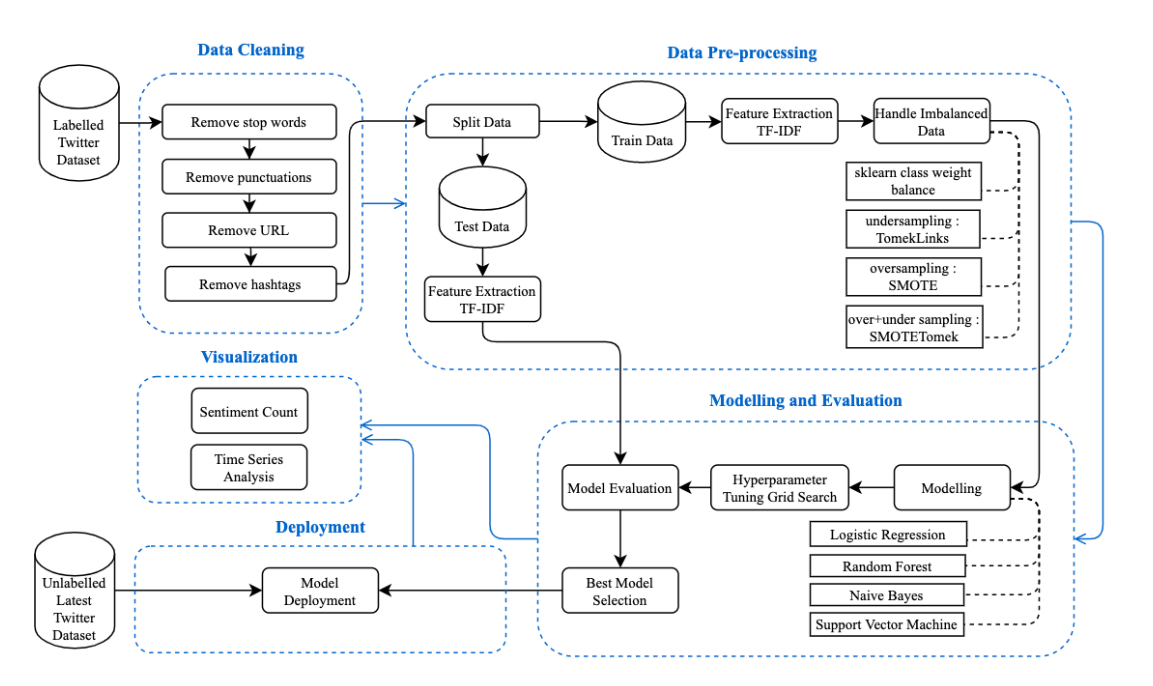 Data Cleaning
Data Pre-processing
Labelled
Twitter
Dataset
Remove stop words
Remove punctuations
Remove URL
Remove hashtags
Split Data
Train Data
Feature Extraction
TF-IDF
Handle Imbalanced
Data
Test Data
Feature Extraction
TF-IDF
sklearn class weight
balance
undersampling :
TomekLinks
oversampling :
SMOTE
over+under sampling :
SMOTETomek
Visualization
Sentiment Count
Time Series
Analysis
Modelling and Evaluation
Model Evaluation
Hyperparameter
Tuning Grid Search
Modelling
Logistic Regression
Random Forest
Naive Bayes
Support Vector Machine
Best Model
Selection
Deployment
Model
Deployment
Unlabelled
Latest
Twitter
Dataset